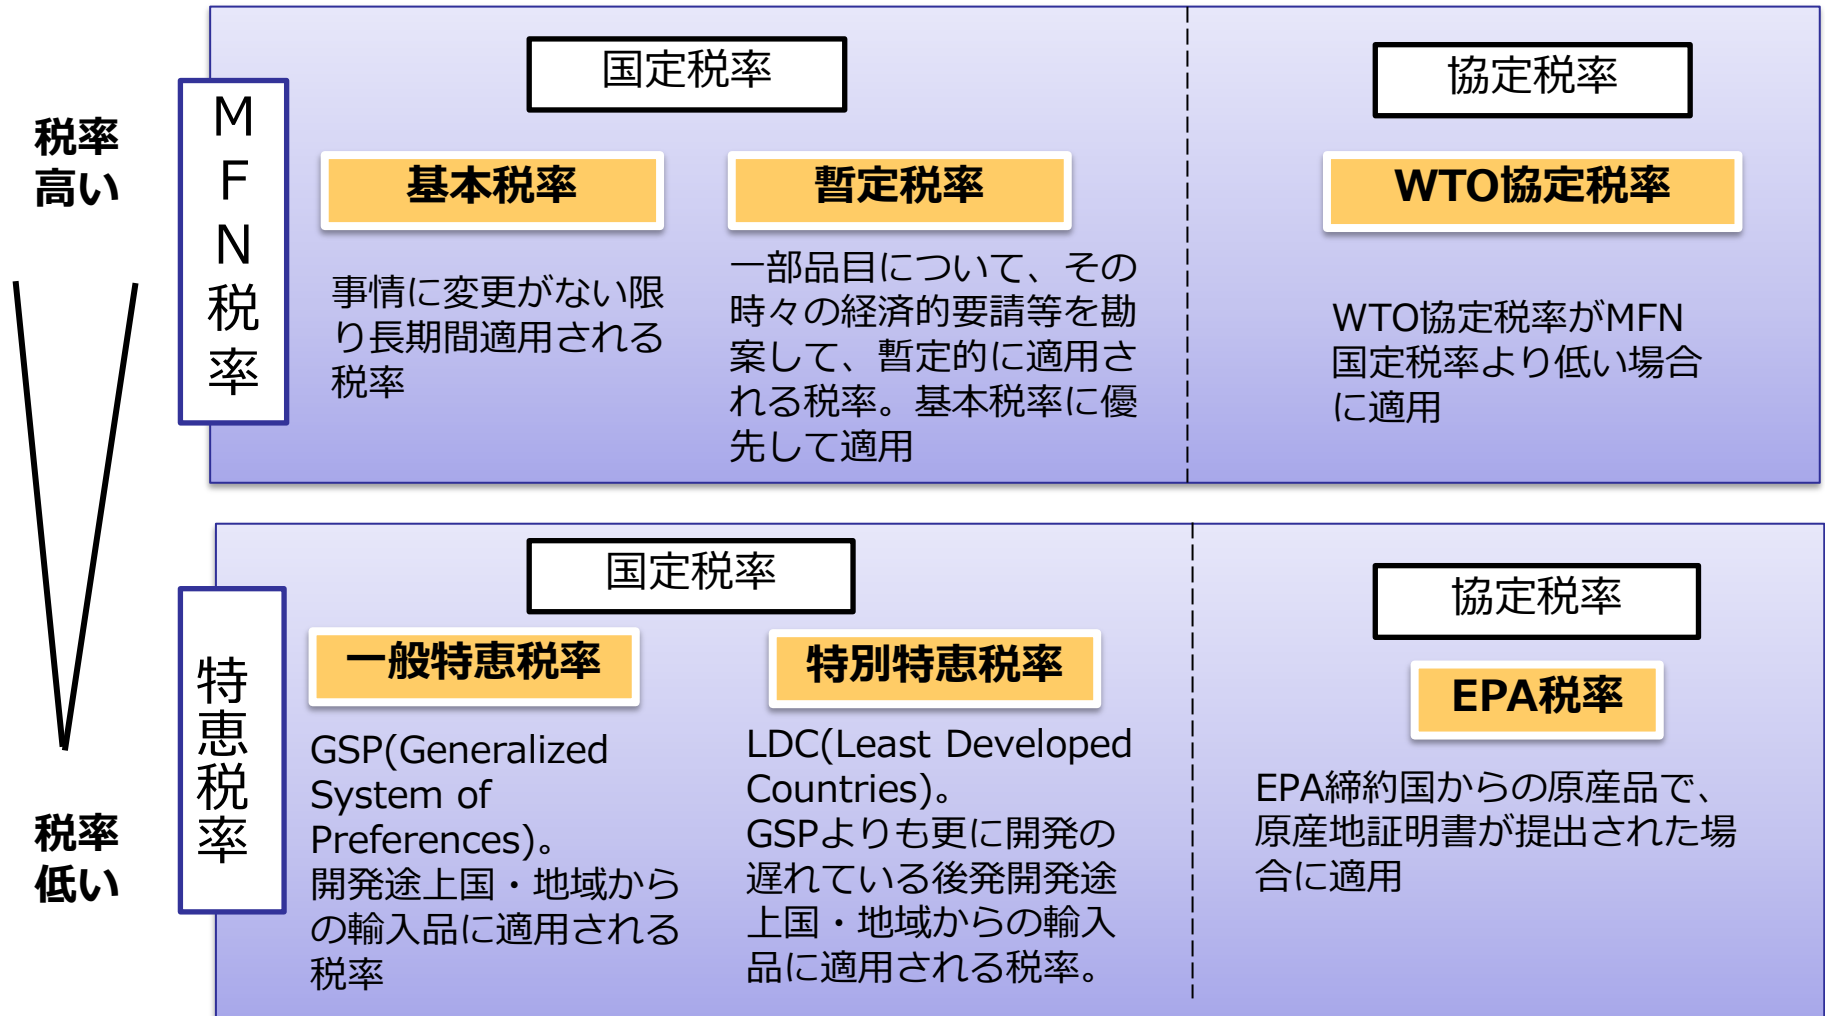 税率
高い
MFN税率
国定税率
基本税率
事情に変更がない限
り長期間適用される
税率
暫定税率
一部品目について、その
時々の経済的要請等を勘
案して、暫定的に適用さ
れる税率。基本税率に優
先して適用
協定税率
WTO協定税率
WTO協定税率がMFN
国定税率より低い場合
に適用
税率
低い
特恵税率
国定税率
一般特恵税率
GSP(Generalized
System of
Preferences)。
開発途上国・地域から
の輸入品に適用される
税率
特別特恵税率
LDC(Least Developed
Countries)。
GSPよりも更に開発の
遅れている後発開発途
上国・地域からの輸入
品に適用される税率。
協定税率
EPA税率
EPA締約国からの原産品で、
原産地証明書が提出された場
合に適用